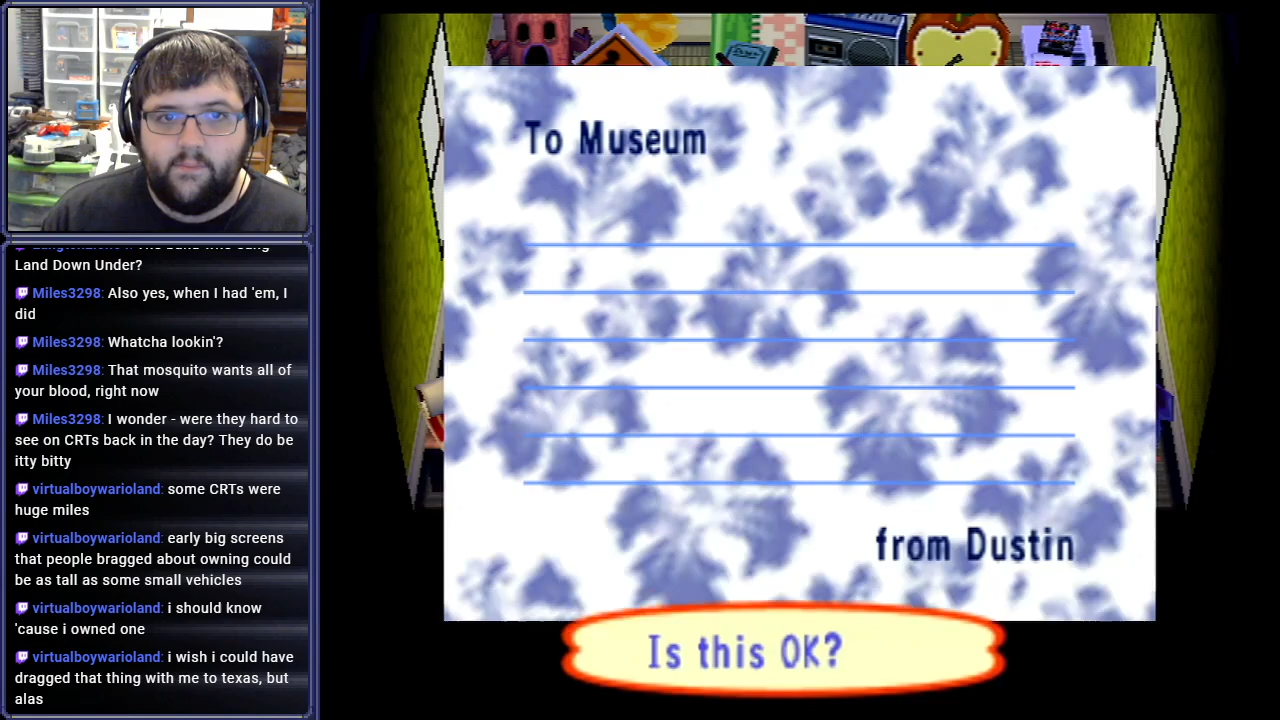 Land Down Under?
Miles3298: Also yes, when I had 'em, I
did
Miles3298: Whatcha lookin'?
Miles3298: That mosquito wants all of
your blood, right now
Miles3298: I wonder - were they hard to
see on CRTs back in the day? They do be
itty bitty
virtualboywarioland: some CRTs were
huge miles
virtualboywarioland: early big screens
that people bragged about owning could
be as tall as some small vehicles
virtualboywarioland: i should know
'cause i owned one
virtualboywarioland: i wish i could have
dragged that thing with me to texas, but
alas
To Museum
from Dustin
Is this OK?